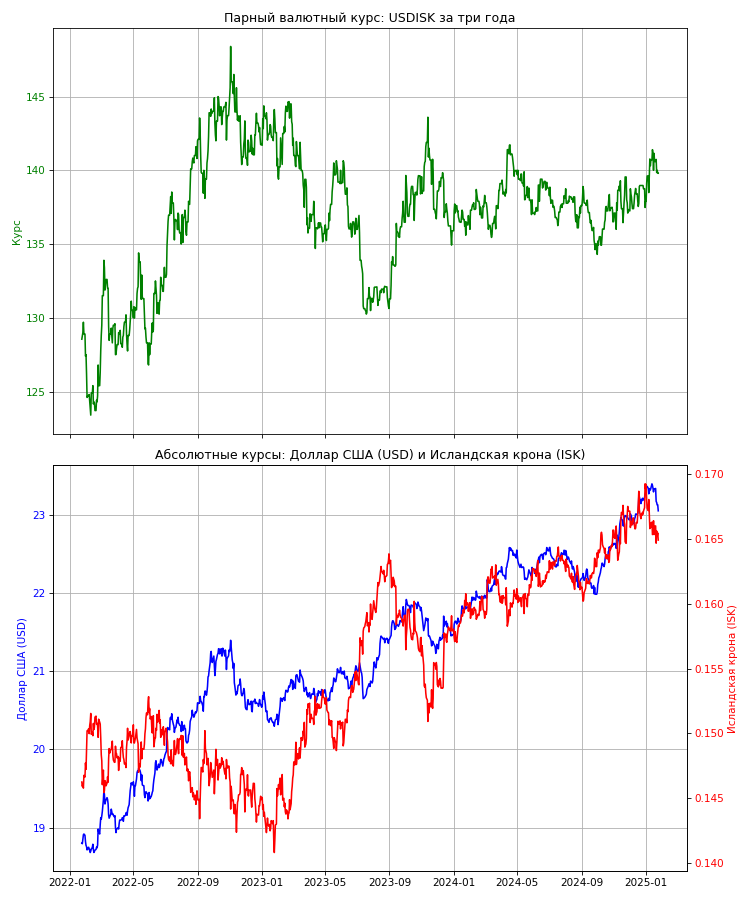 Парный валютный курс: USDISK за три года
Курс
145
140
135
130
125
Абсолютные курсы: Доллар США (USD) и Исландская крона (ISK)
Доллар США (USD)
23
22
21
20
19
0.170
0.165
0.160
0.155
0.150
0.145
0.140
Исландская крона (ISK)
2022-01 2022-05 2022-09 2023-01 2023-05 2023-09 2024-01 2024-05 2024-09 2025-01